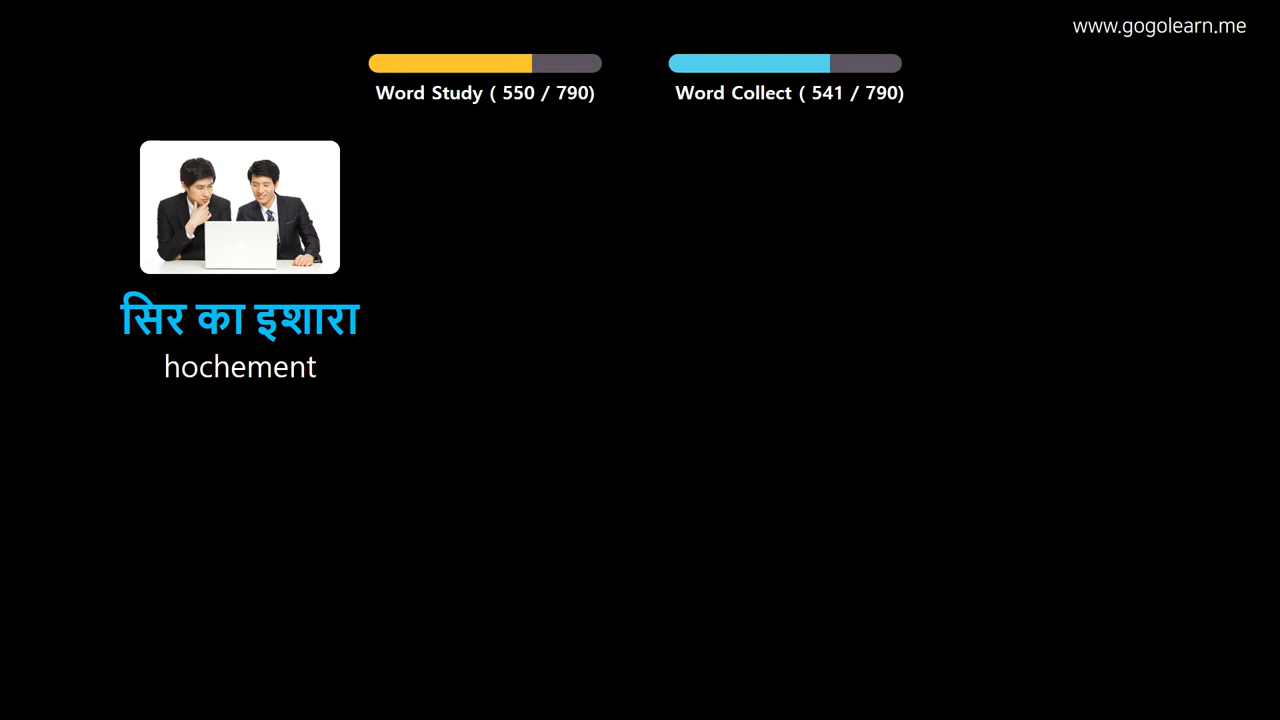 www.gogolearn.me
Word Study ( 550 / 790)
Word Collect ( 541 / 790)
सिर का इशारा
hochement